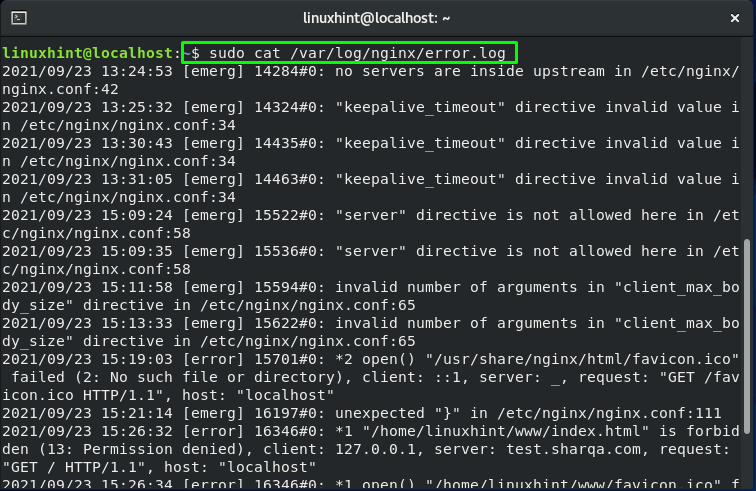 linuxhint@localhost: ~
linuxhint@localhost:~$ sudo cat /var/log/nginx/error.log
2021/09/23 13:24:53 [emerg] 14284#0: no servers are inside upstream in /etc/nginx/
nginx.conf:42
2021/09/23 13:25:32 [emerg] 14324#0: "keepalive_timeout" directive invalid value i
n /etc/nginx/nginx.conf:34
2021/09/23 13:30:43 [emerg] 14435#0: "keepalive_timeout" directive invalid value i
n /etc/nginx/nginx.conf:34
2021/09/23 13:31:05 [emerg] 14463#0: "keepalive_timeout" directive invalid value i
n /etc/nginx/nginx.conf:34
2021/09/23 15:09:24 [emerg] 15522#0: "server" directive is not allowed here in /et
c/nginx/nginx.conf:58
2021/09/23 15:09:35 [emerg] 15536#0: "server" directive is not allowed here in /et
c/nginx/nginx.conf:58
2021/09/23 15:11:58 [emerg] 15594#0: invalid number of arguments in "client_max_bo
dy_size" directive in /etc/nginx/nginx.conf:65
2021/09/23 15:13:33 [emerg] 15622#0: invalid number of arguments in "client_max_bo
dy_size" directive in /etc/nginx/nginx.conf:65
2021/09/23 15:19:03 [error] 15701#0: *2 open() "/usr/share/nginx/html/favicon.ico"
 failed (2: No such file or directory), client: ::1, server: _, request: "GET /fav
icon.ico HTTP/1.1", host: "localhost"
2021/09/23 15:21:14 [emerg] 16197#0: unexpected "}" in /etc/nginx/nginx.conf:111
2021/09/23 15:26:32 [error] 16346#0: *1 "/home/linuxhint/www/index.html" is forbid
den (13: Permission denied), client: 127.0.0.1, server: test.sharqa.com, request:
"GET / HTTP/1.1", host: "localhost"
2021/09/23 15:26:34 [error] 16346#0: *1 open() "/home/linuxhint/www/favicon.ico" f